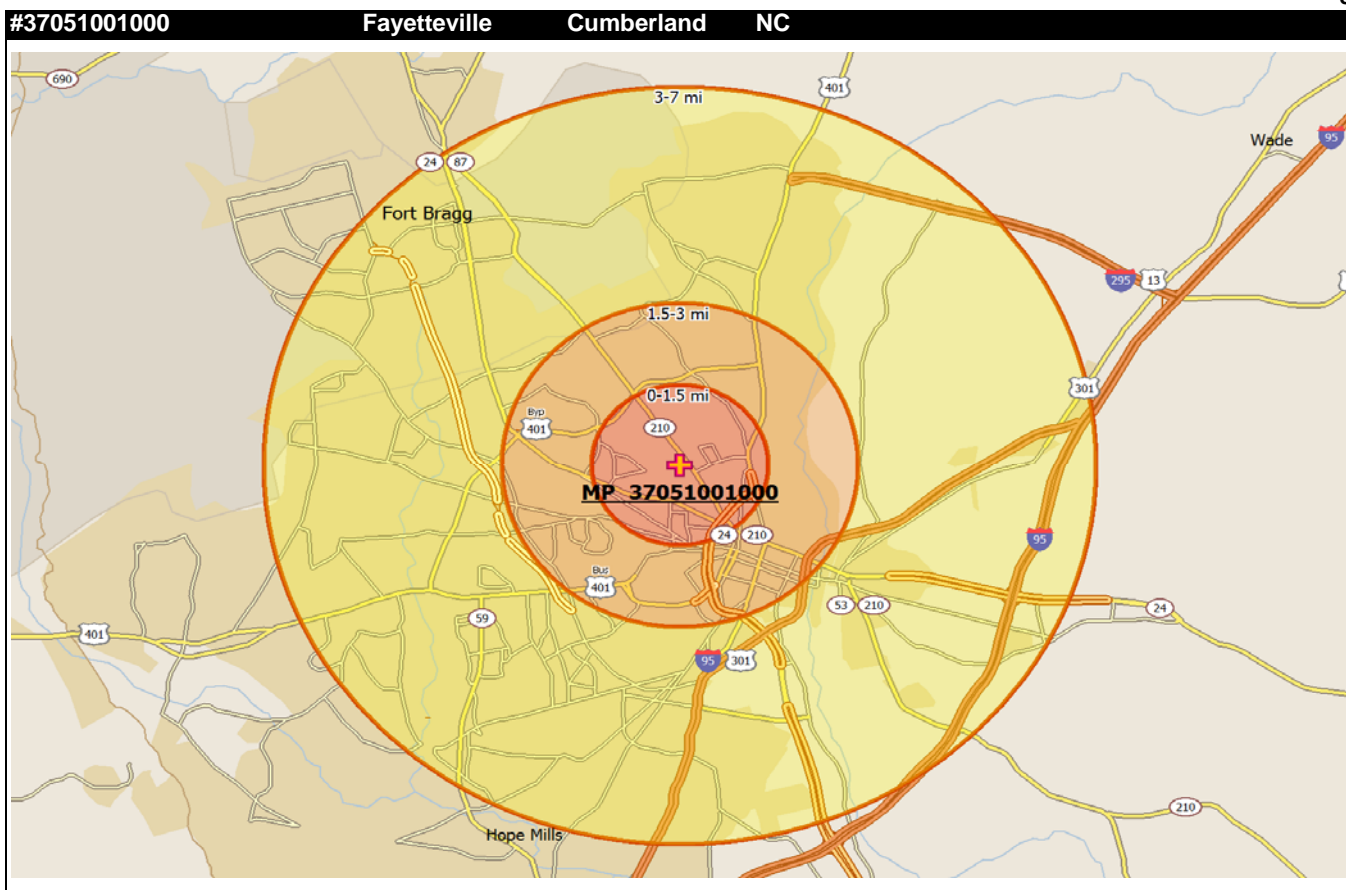 #37051001000 Fayetteville Cumberland NC
690
3-7 mi
401
Wade
95
24 87
Fort Bragg
295 13
1.5-3 mi
301
0-1.5 mi
Byp
401
210
MP 37051001000
24 210
95
Bus
401
53 210
24
59
401
95 301
210
Hope Mills